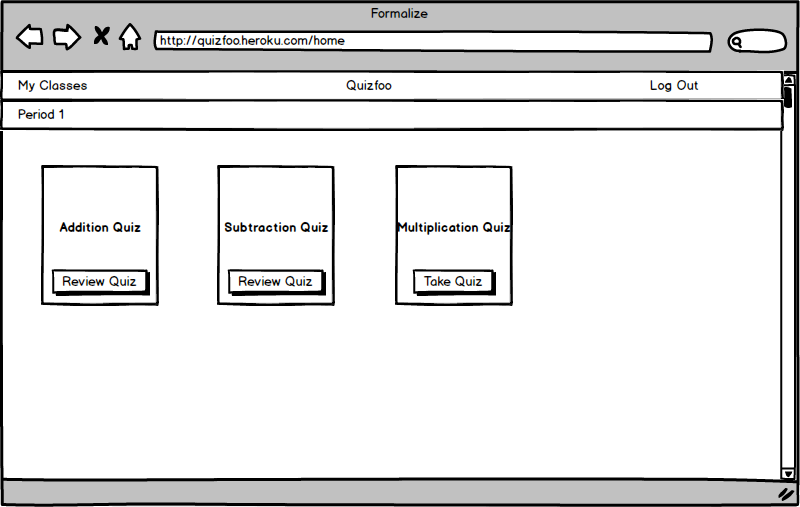 Formalize
http://quizfoo.heroku.com/home
My Classes Quizfoo Log Out
Period 1
Addition Quiz Subtraction Quiz Multiplication Quiz
Review Quiz Review Quiz Take Quiz